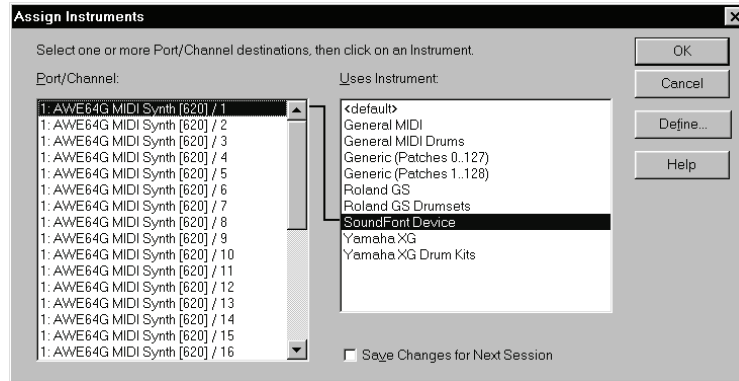 Assign Instruments
Select one or more Port/Channel destinations, then click on an Instrument.
Port/Channel:
1: AWE64G MIDI Synth [620] / 1
1: AWE64G MIDI Synth [620] / 2
1: AWE64G MIDI Synth [620] / 3
1: AWE64G MIDI Synth [620] / 4
1: AWE64G MIDI Synth [620] / 5
1: AWE64G MIDI Synth [620] / 6
1: AWE64G MIDI Synth [620] / 7
1: AWE64G MIDI Synth [620] / 8
1: AWE64G MIDI Synth [620] / 9
1: AWE64G MIDI Synth [620] / 10
1: AWE64G MIDI Synth [620] / 11
1: AWE64G MIDI Synth [620] / 12
1: AWE64G MIDI Synth [620] / 13
1: AWE64G MIDI Synth [620] / 14
1: AWE64G MIDI Synth [620] / 15
1: AWE64G MIDI Synth [620] / 16
Uses Instrument:
<default>
General MIDI
General MIDI Drums
Generic (Patches 0..127)
Generic (Patches 1..128)
Roland GS
Roland GS Drumsets
SoundFont Device
Yamaha XG
Yamaha XG Drum Kits
Save Changes for Next Session
OK
Cancel
Define...
Help